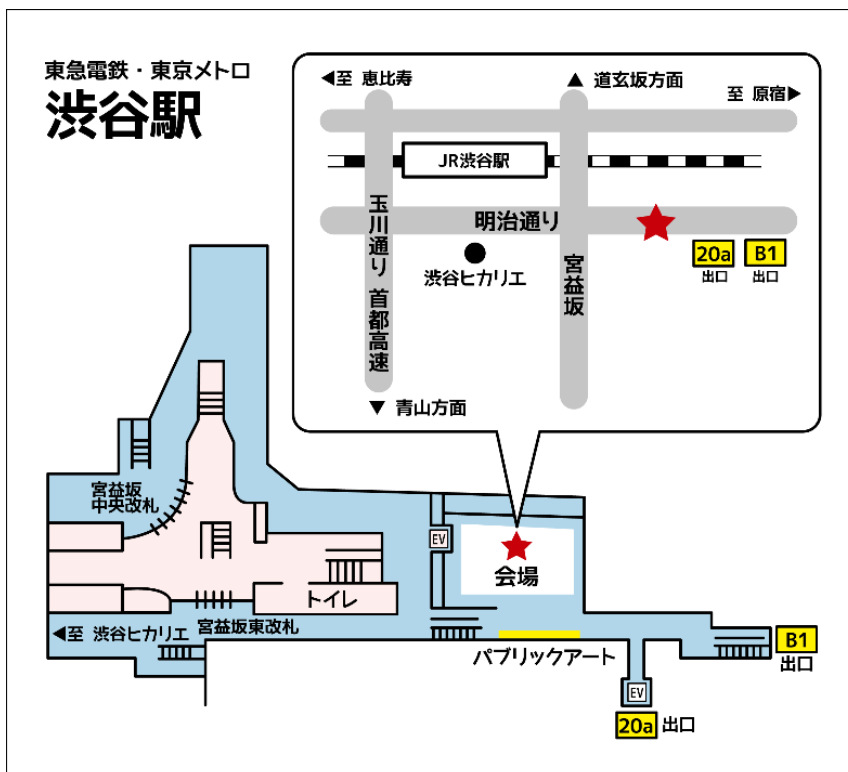 東急電鉄・東京メトロ
渋谷駅
◀至 恵比寿
▲ 道玄坂方面
至 原宿▶
JR渋谷駅
玉川通り 首都高速
明治通り
宮益坂
渋谷ヒカリエ
20a
出口
B1
出口
▼ 青山方面
宮益坂
中央改札
EV
会場
トイレ
◀至 渋谷ヒカリエ
宮益坂東改札
パブリックアート
B1
出口
EV
20a 出口